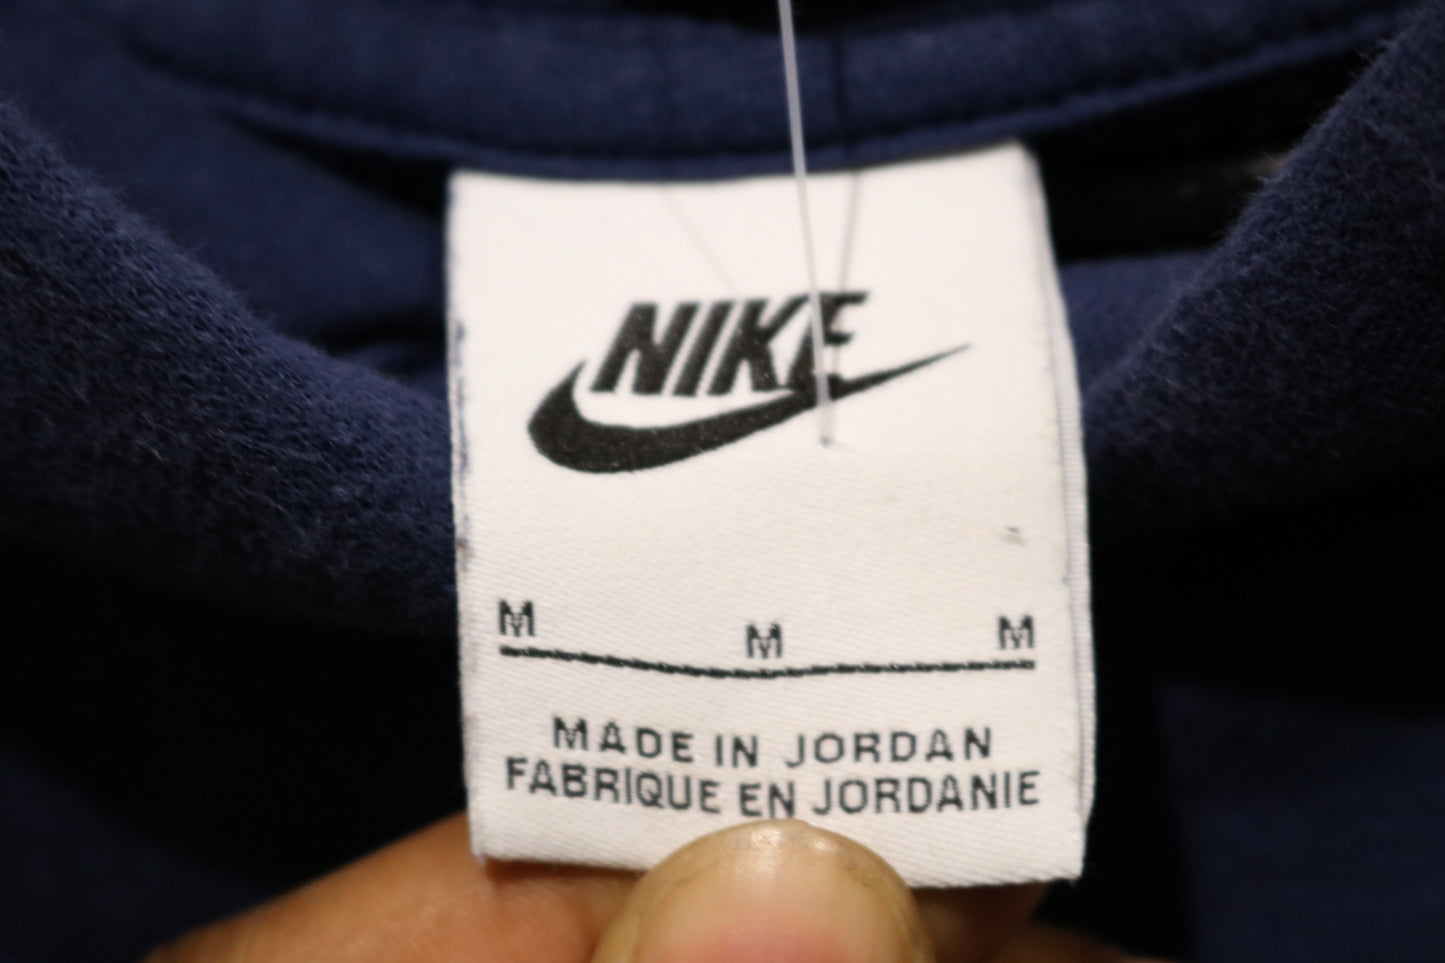 NIKE
M M M
MADE IN JORDAN
FABRIQUE EN JORDANIE